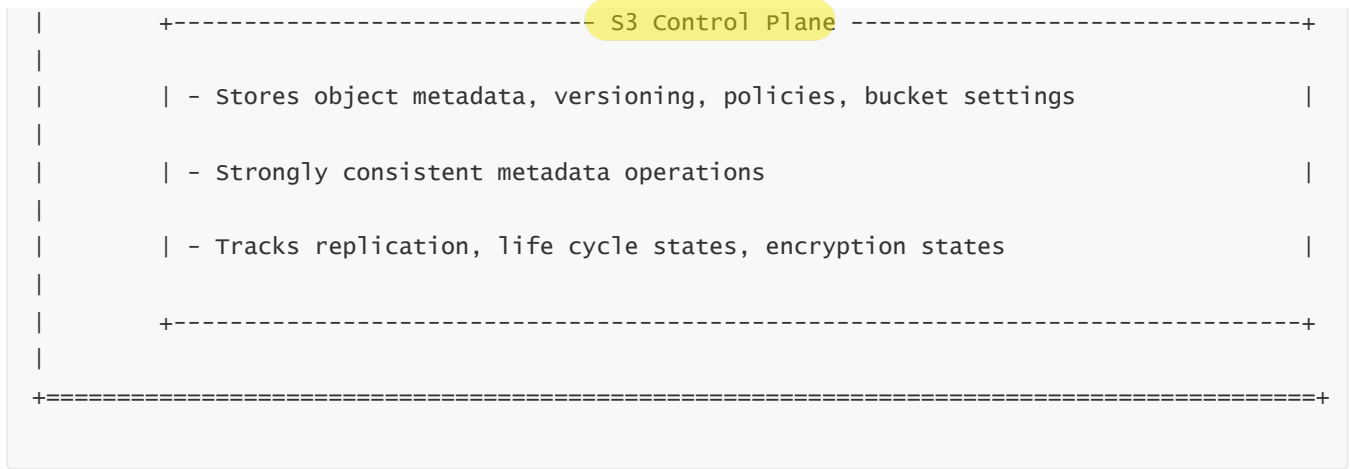 |        +------------------------------ S3 Control Plane --------------------------------+
|
|        | - Stores object metadata, versioning, policies, bucket settings                |
|
|        | - Strongly consistent metadata operations                                      |
|
|        | - Tracks replication, life cycle states, encryption states                     |
|
|        +--------------------------------------------------------------------------------+
|
+==========================================================================================+